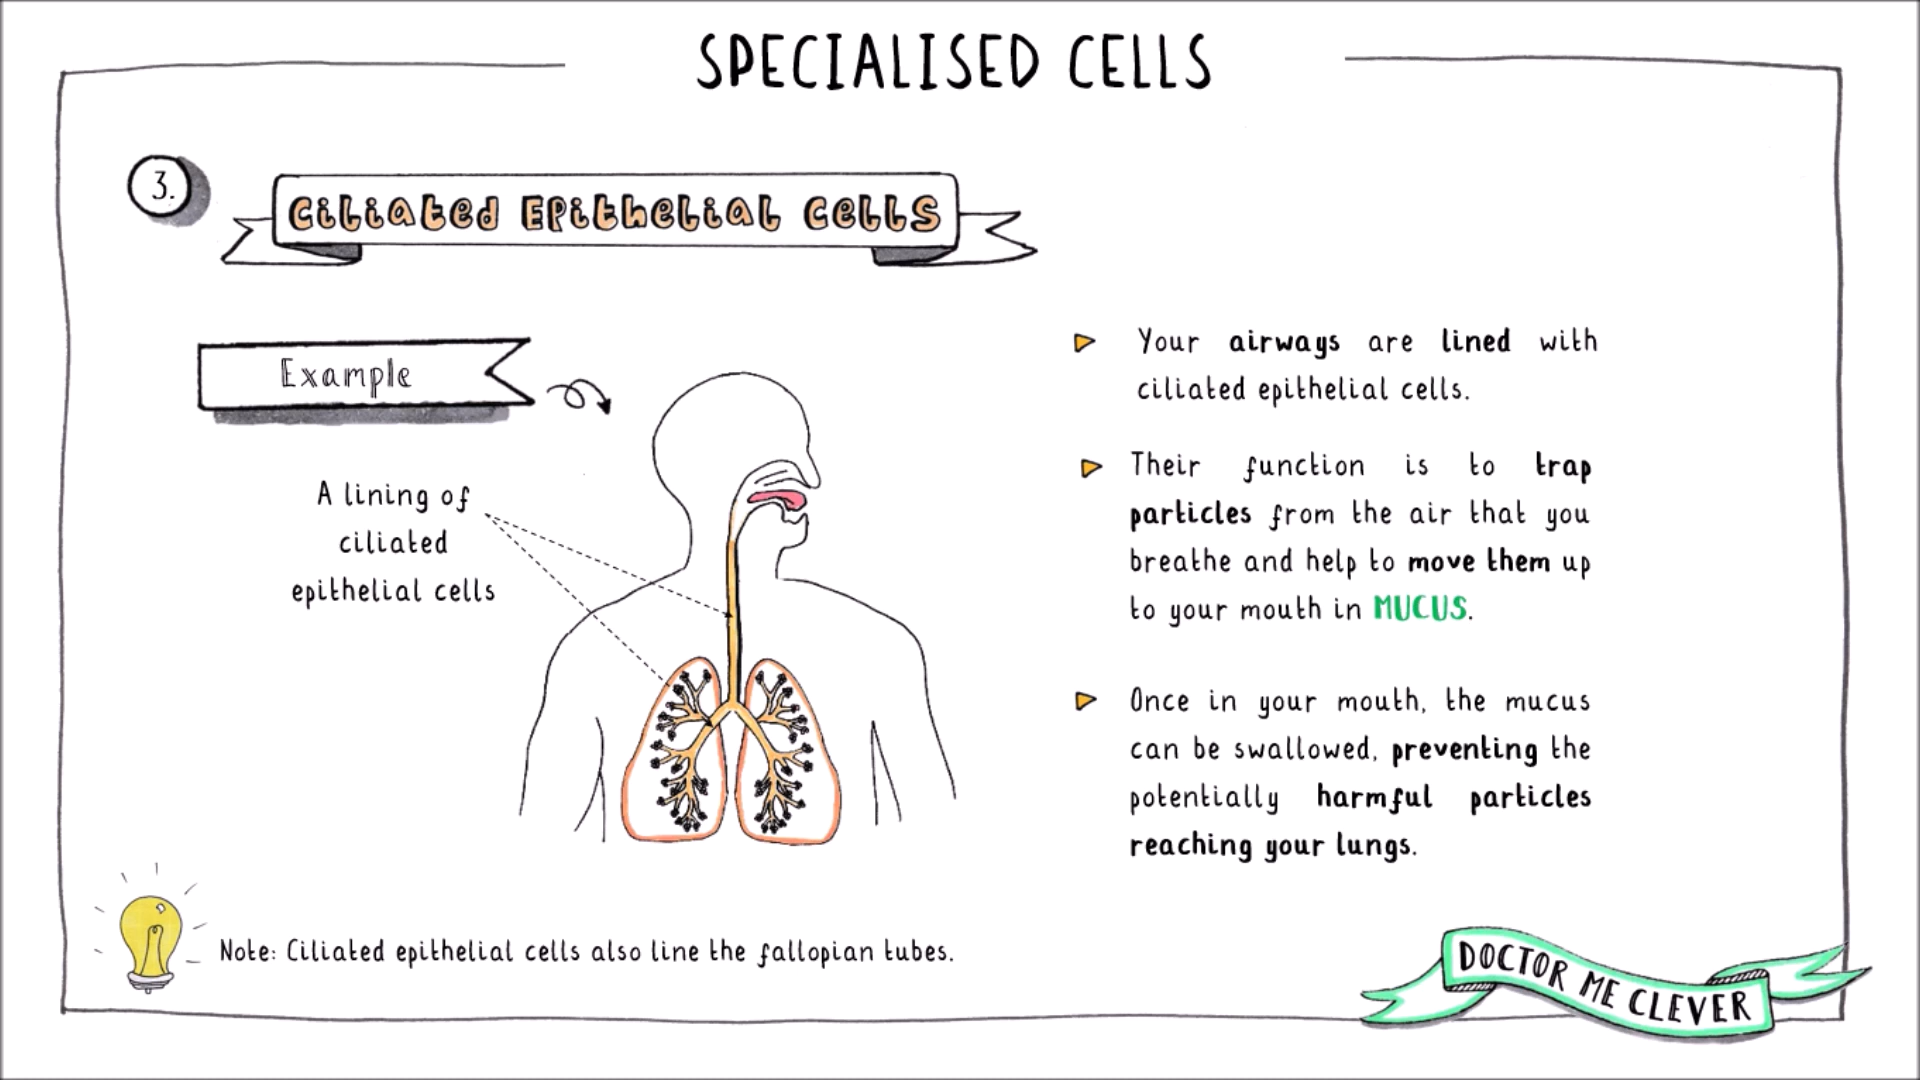 SPECIALISED CELLS
3.
Ciliated Epithelial Cells
Example
A lining of
ciliated
epithelial cells
Your airways are lined with
ciliated epithelial cells.
Their function is to trap
particles from the air that you
breathe and help to move them up
to your mouth in MUCUS.
Once in your mouth, the mucus
can be swallowed, preventing the
potentially harmful particles
reaching your lungs.
Note: Ciliated epithelial cells also line the fallopian tubes.
DOCTOR ME CLEVER